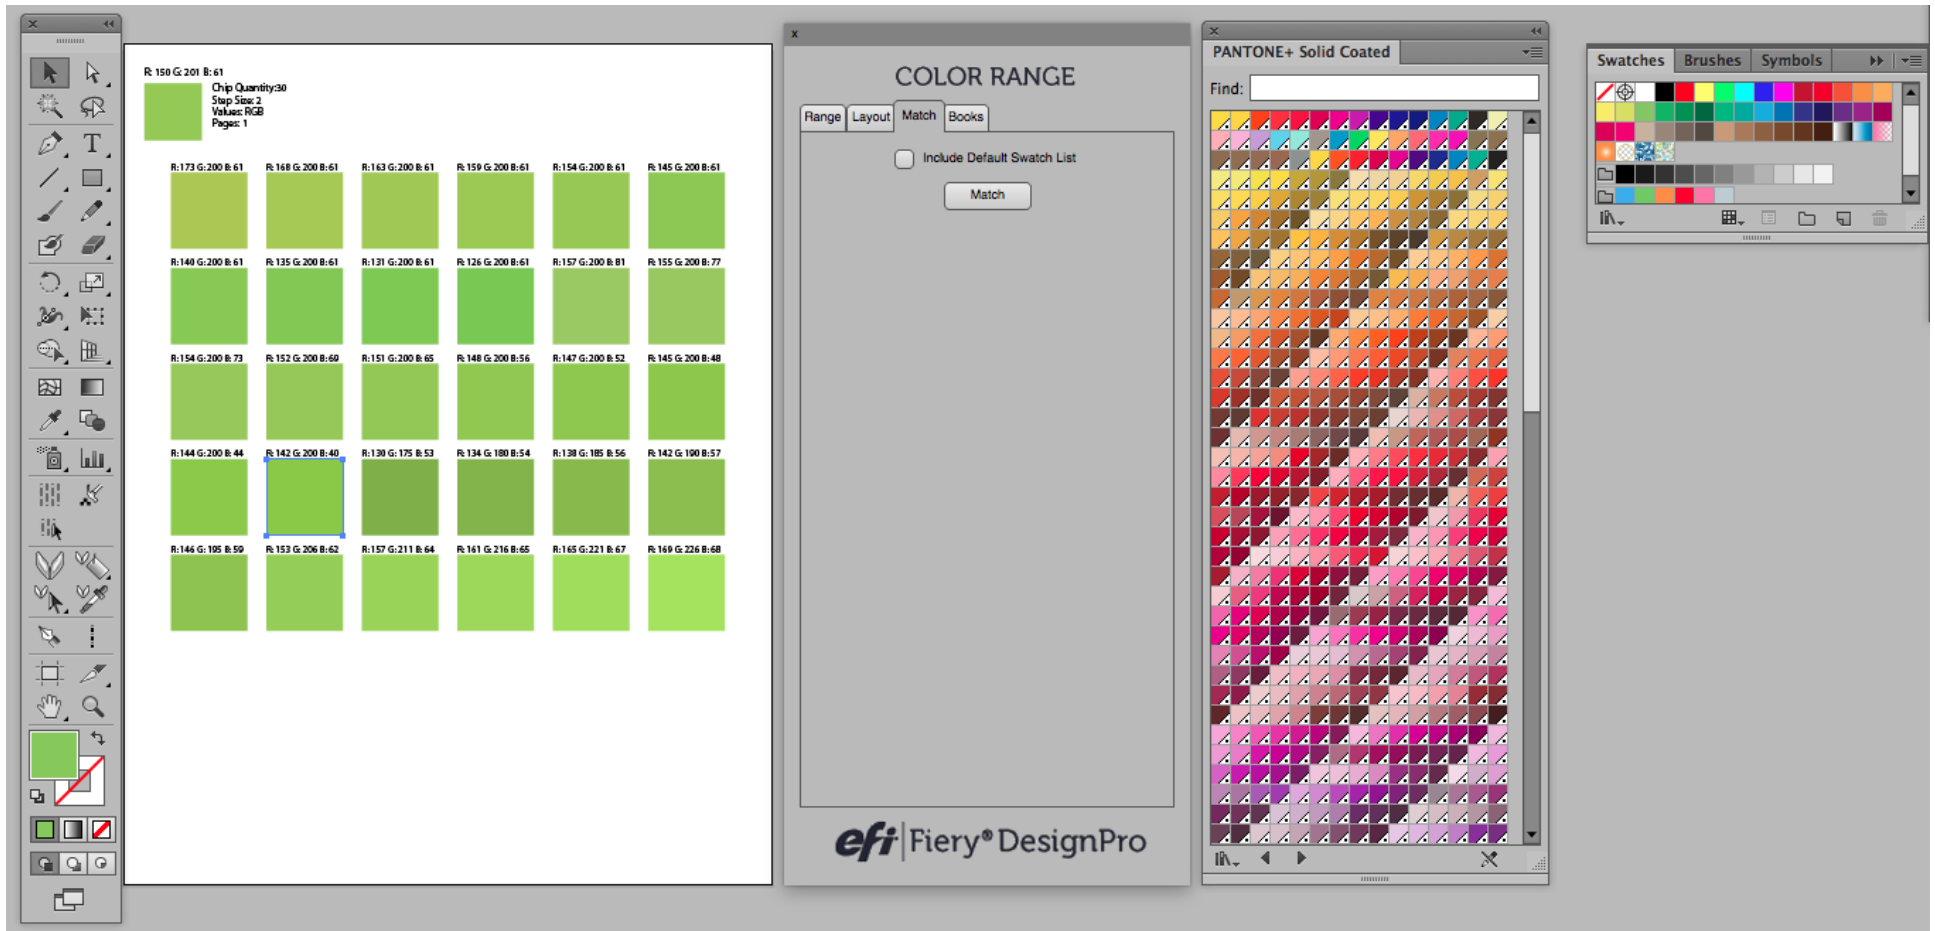 R: 150 G: 201 B: 61
Chip Quantity:30
Step Size: 2
Values: RGB
Pages: 1
R:173 G:200 B: 61
R: 168 G: 200 B:61
R:163 G:200 B: 61
R: 159 G:200 B:61
R:154 G:200 B: 61
R:145 G:200 B:61
R:140 G:200 B: 61
R: 135 G:200 B:61
R:131 G:200 B: 61
R: 126 G:200 B:61
R:157 G:200 B: 81
R:155 G: 200 B: 77
R:154 G:200 B: 73
R: 152 G: 200 B:69
R:151 G:200 B: 65
R: 148 G: 200 B:56
R:147 G:200 B: 52
R:145 G: 200 B: 48
R:144 G:200 B: 44
R: 142 G: 200 B:40
R:130 G: 175 B: 53
R: 134 G: 180 B:54
R:138 G: 185 B: 56
R: 142 G: 190 B:57
R:146 G: 195 B: 59
R: 153 G: 206 B:62
R:157 G:211 B: 64
R: 161 G: 216 B:65
R:165 G:221 B: 67
R: 169 G: 226 B:68
COLOR RANGE
Range Layout Match Books
Include Default Swatch List
Match
efi Fiery® DesignPro
PANTONE+ Solid Coated
Find:
Swatches Brushes Symbols